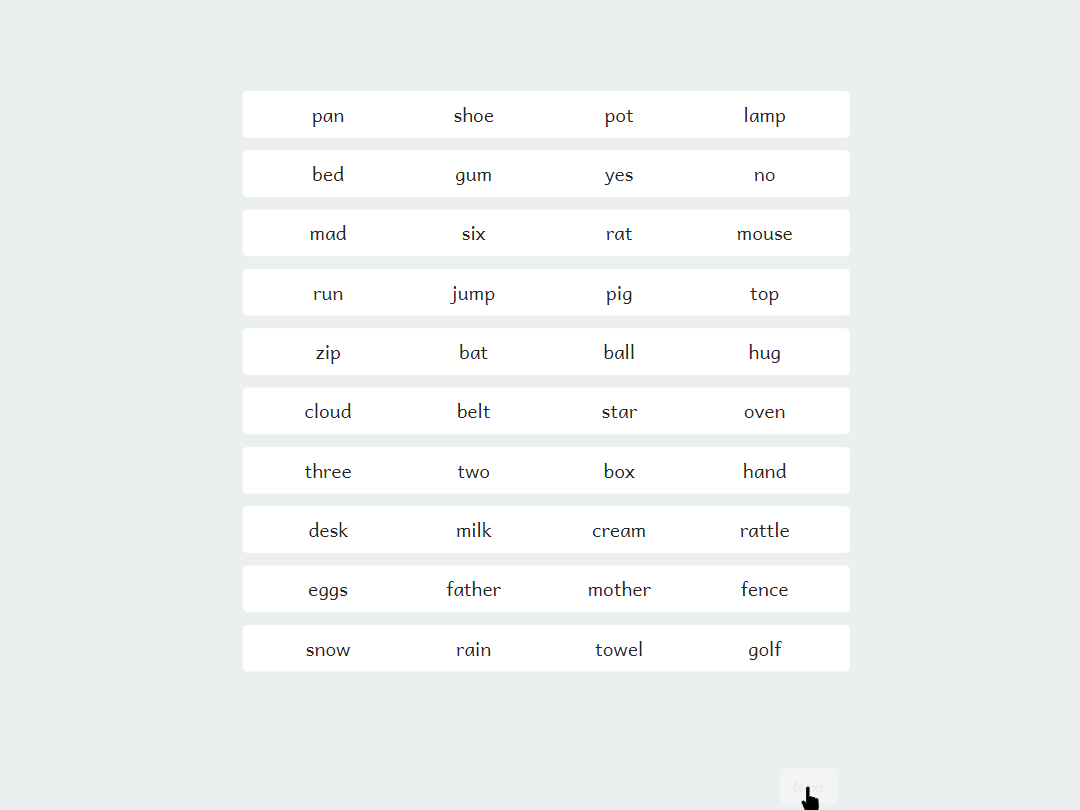 pan shoe pot lamp
bed gum yes no
mad six rat mouse
run jump pig top
zip bat ball hug
cloud belt star oven
three two box hand
desk milk cream rattle
eggs father mother fence
snow rain towel golf